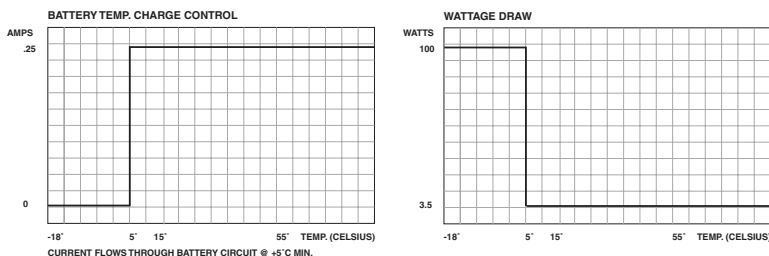 BATTERY TEMP. CHARGE CONTROL
AMPS
.25
0
-18˚ 5˚ 15˚ 55˚ TEMP. (CELSIUS)
CURRENT FLOWS THROUGH BATTERY CIRCUIT @ +5˚C MIN.
WATTAGE DRAW
WATTS
100
3.5
-18˚ 5˚ 15˚ 55˚ TEMP. (CELSIUS)